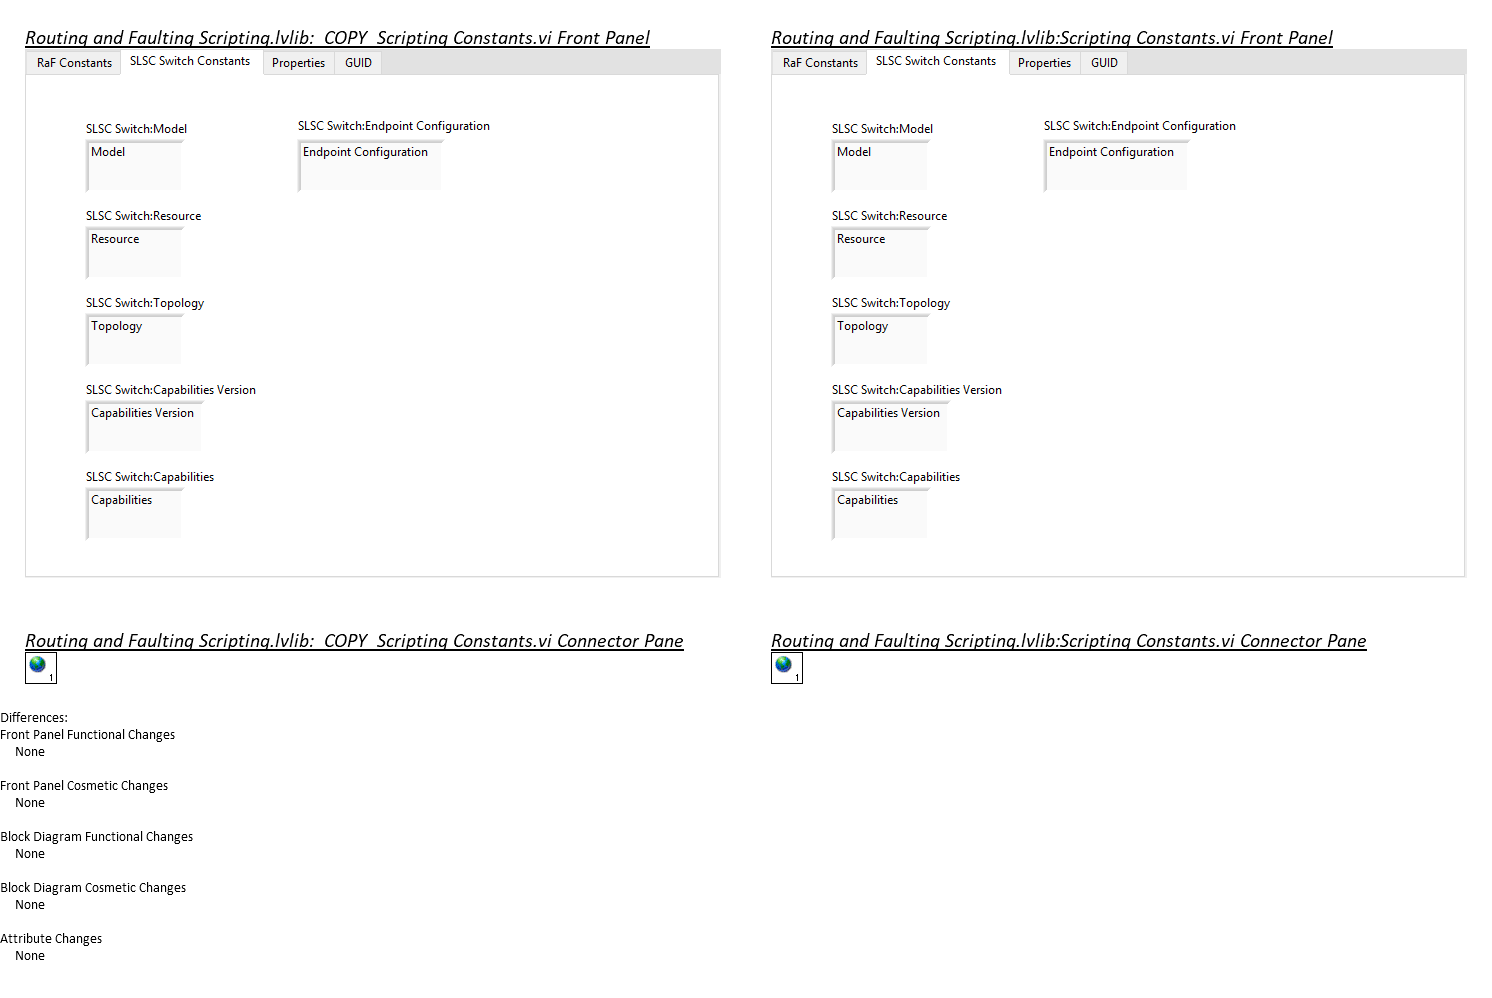 Routing and Faulting Scripting.lvlib:_COPY_Scripting Constants.vi Front Panel
RaF Constants SLSC Switch Constants Properties GUID
SLSC Switch:Model SLSC Switch:Endpoint Configuration
Model Endpoint Configuration
SLSC Switch:Resource
Resource
SLSC Switch:Topology
Topology
SLSC Switch:Capabilities Version
Capabilities Version
SLSC Switch:Capabilities
Capabilities
Routing and Faulting Scripting.lvlib:Scripting Constants.vi Front Panel
RaF Constants SLSC Switch Constants Properties GUID
SLSC Switch:Model SLSC Switch:Endpoint Configuration
Model Endpoint Configuration
SLSC Switch:Resource
Resource
SLSC Switch:Topology
Topology
SLSC Switch:Capabilities Version
Capabilities Version
SLSC Switch:Capabilities
Capabilities
Routing and Faulting Scripting.lvlib:_COPY_Scripting Constants.vi Connector Pane
1
Routing and Faulting Scripting.lvlib:Scripting Constants.vi Connector Pane
1
Differences:
Front Panel Functional Changes
None
Front Panel Cosmetic Changes
None
Block Diagram Functional Changes
None
Block Diagram Cosmetic Changes
None
Attribute Changes
None